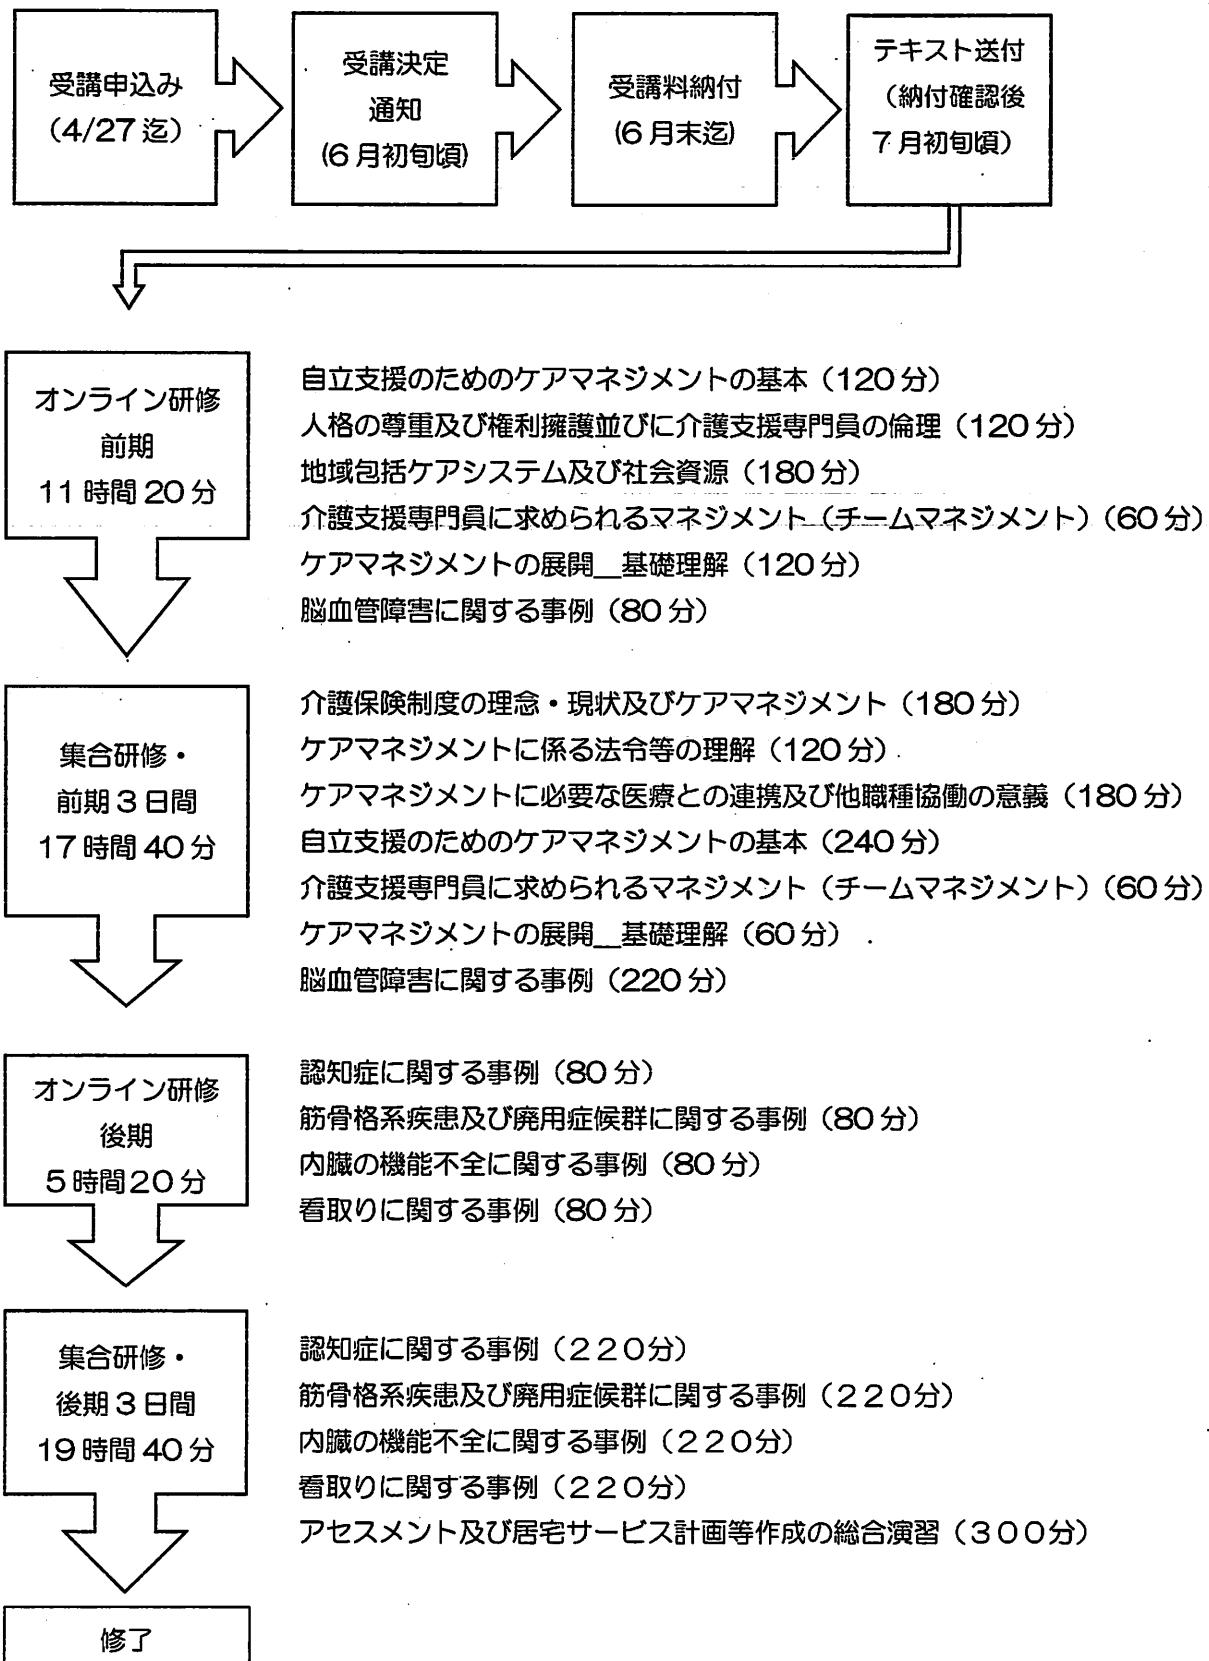 受講申込み
（4/27迄）
受講決定
通知
(6月初旬頃)
受講料納付
(6月末迄)
テキスト送付
（納付確認後
7月初旬頃）
オンライン研修
前期
11時間20分
自立支援のためのケアマネジメントの基本（120分）
人格の尊重及び権利擁護並びに介護支援専門員の倫理（120分）
地域包括ケアシステム及び社会資源（180分）
介護支援専門員に求められるマネジメント（チームマネジメント）（60分）
ケアマネジメントの展開__基礎理解（120分）
脳血管障害に関する事例（80分）
集合研修・
前期3日間
17時間40分
介護保険制度の理念・現状及びケアマネジメント（180分）
ケアマネジメントに係る法令等の理解（120分）
ケアマネジメントに必要な医療との連携及び他職種協働の意義（180分）
自立支援のためのケアマネジメントの基本（240分）
介護支援専門員に求められるマネジメント（チームマネジメント）（60分）
ケアマネジメントの展開__基礎理解（60分）
脳血管障害に関する事例（220分）
オンライン研修
後期
5時間20分
認知症に関する事例（80分）
筋骨格系疾患及び廃用症候群に関する事例（80分）
内臓の機能不全に関する事例（80分）
看取りに関する事例（80分）
集合研修・
後期3日間
19時間40分
認知症に関する事例（２２０分）
筋骨格系疾患及び廃用症候群に関する事例（２２０分）
内臓の機能不全に関する事例（２２０分）
看取りに関する事例（２２０分）
アセスメント及び居宅サービス計画等作成の総合演習（３００分）
修了